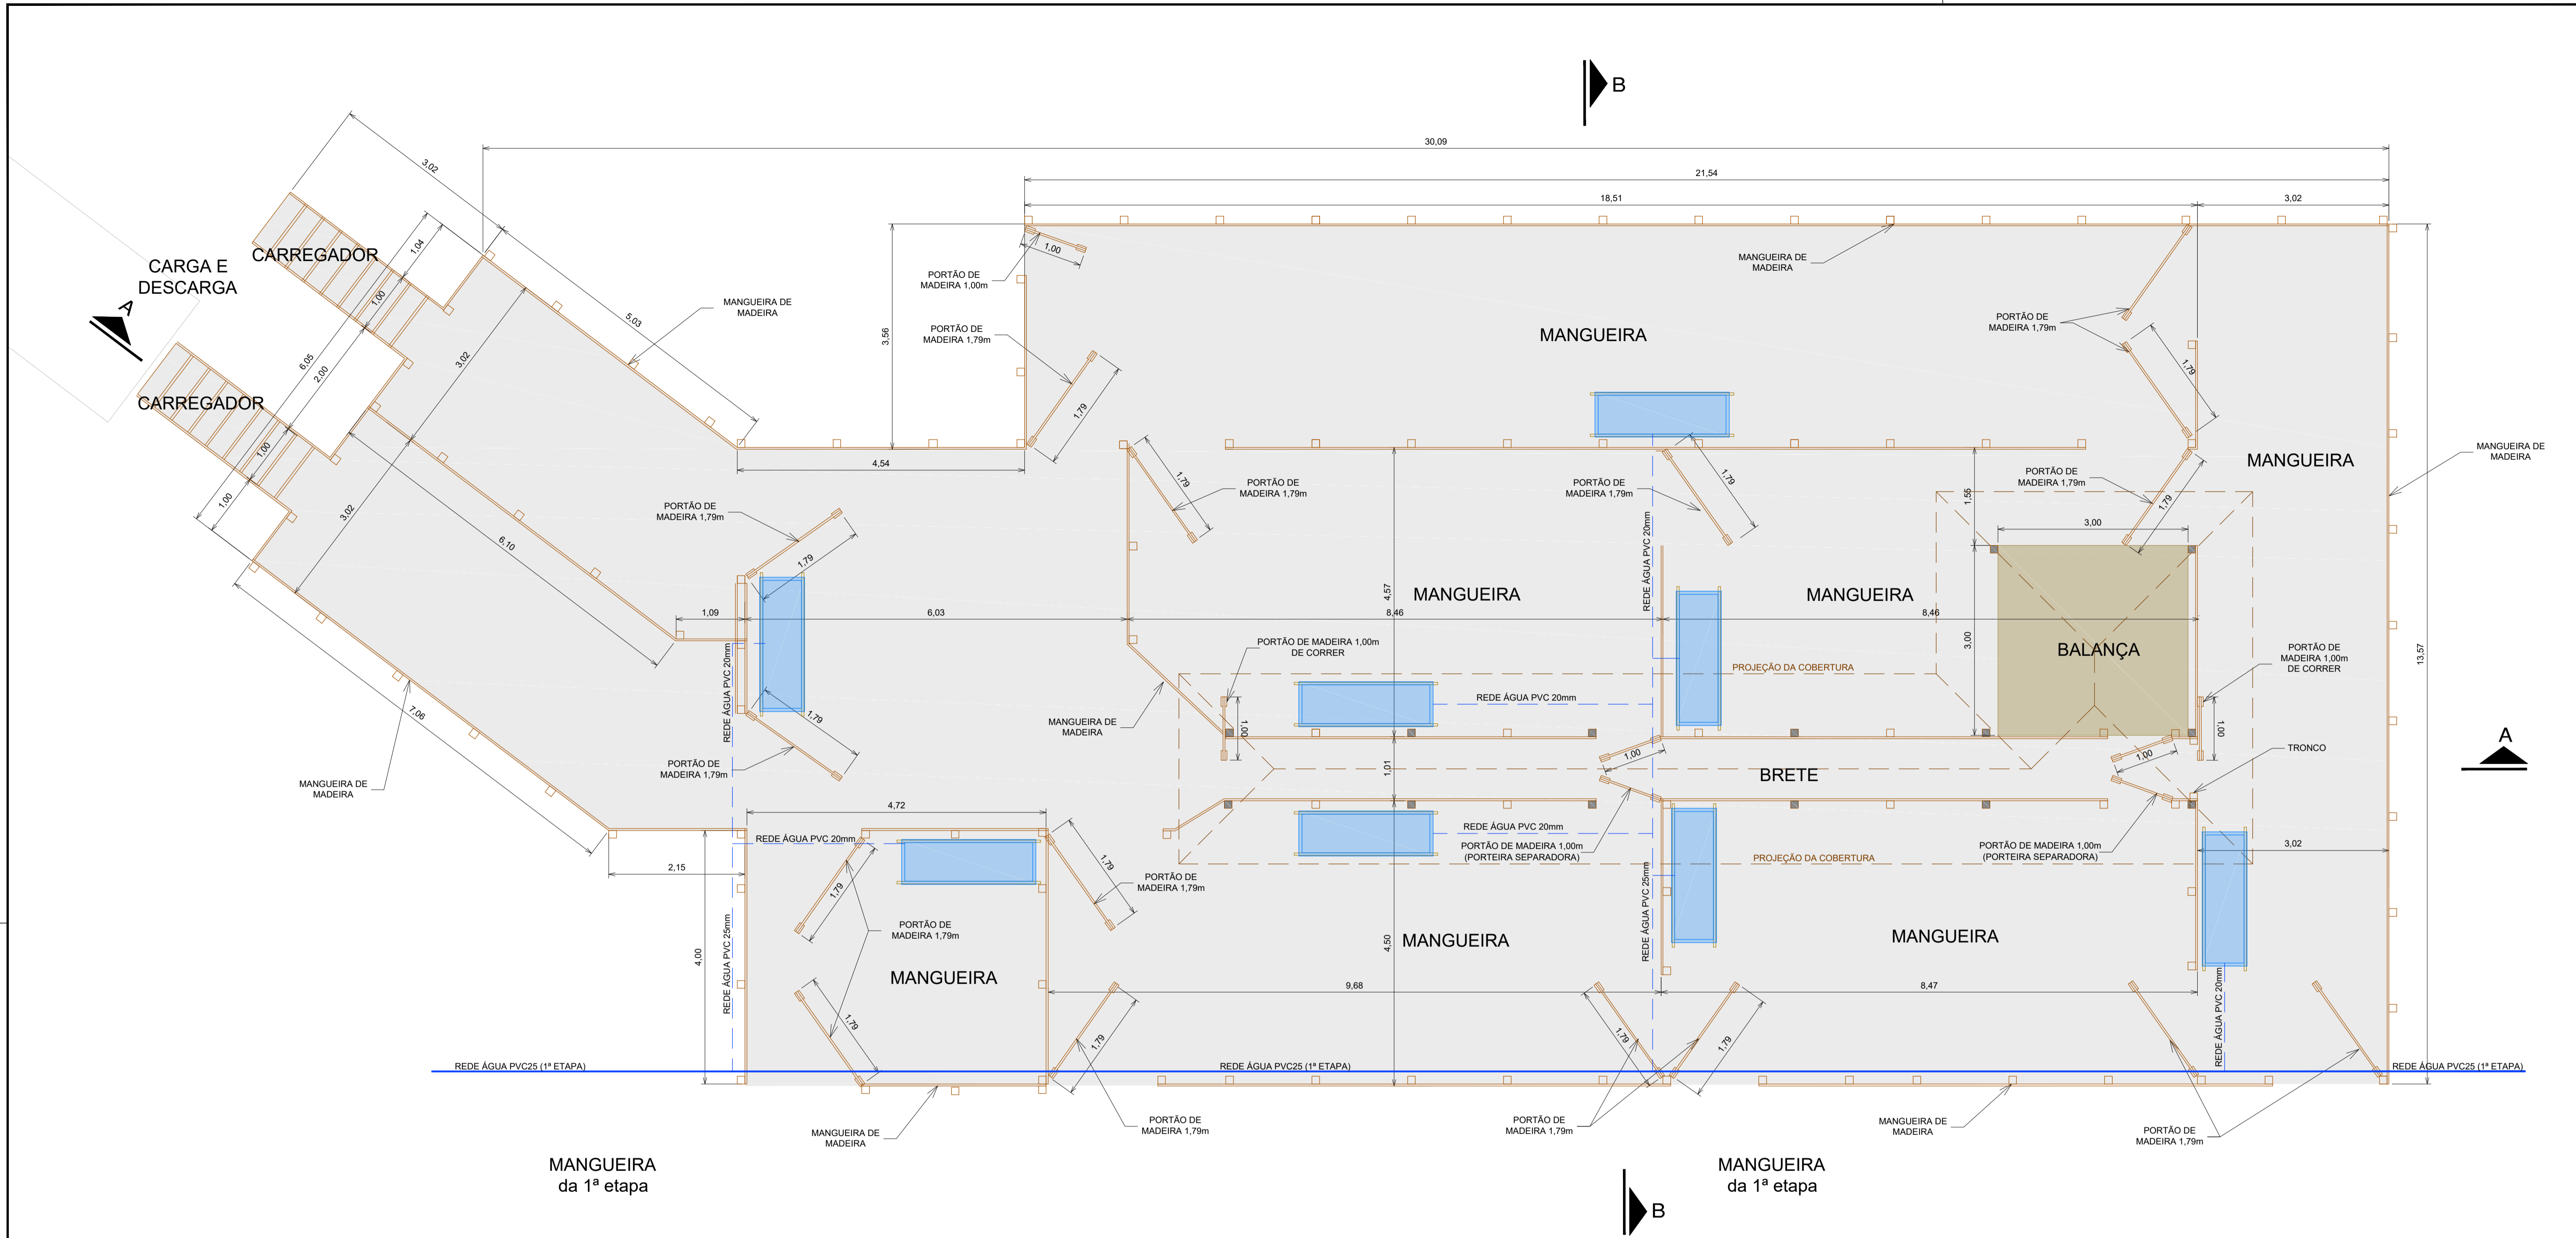 B
30,09
21,54
18,51
3,02
3,02
CARREGADOR
CARGA E
DESCARGA
A
1,04
1,00
6,05
2,00
CARREGADOR
1,00
1,00
3,02
3,02
5,03
MANGUEIRA DE
MADEIRA
3,56
4,54
PORTÃO DE
MADEIRA 1,00m
1,00
PORTÃO DE
MADEIRA 1,79m
1,79
MANGUEIRA DE
MADEIRA
MANGUEIRA
PORTÃO DE
MADEIRA 1,79m
1,79
MANGUEIRA
MANGUEIRA DE
MADEIRA
13,57
6,10
7,06
MANGUEIRA DE
MADEIRA
PORTÃO DE
MADEIRA 1,79m
1,79
1,79
PORTÃO DE
MADEIRA 1,79m
1,79
PORTÃO DE
MADEIRA 1,79m
1,55
PORTÃO DE
MADEIRA 1,79m
1,79
3,00
REDE ÁGUA PVC 20mm
4,57
MANGUEIRA
MANGUEIRA
1,09
6,03
8,46
8,46
3,00
BALANÇA
PORTÃO DE MADEIRA 1,00m
DE CORRER
PORTÃO DE
MADEIRA 1,00m
DE CORRER
PROJEÇÃO DA COBERTURA
REDE ÁGUA PVC 20mm
REDE ÁGUA PVC 20mm
1,79
MANGUEIRA DE
MADEIRA
1,00
1,00
PORTÃO DE
MADEIRA 1,79m
1,01
1,00
BRETE
1,00
TRONCO
A
4,72
2,15
REDE ÁGUA PVC 20mm
REDE ÁGUA PVC 20mm
1,79
PORTÃO DE MADEIRA 1,00m
(PORTEIRA SEPARADORA)
PROJEÇÃO DA COBERTURA
PORTÃO DE MADEIRA 1,00m
(PORTEIRA SEPARADORA)
3,02
1,79
PORTÃO DE
MADEIRA 1,79m
PORTÃO DE
MADEIRA 1,79m
4,00
REDE ÁGUA PVC 25mm
REDE ÁGUA PVC 25mm
4,50
MANGUEIRA
MANGUEIRA
MANGUEIRA
9,68
8,47
1,79
1,79
1,79
1,79
REDE ÁGUA PVC 20mm
REDE ÁGUA PVC25 (1ª ETAPA)
REDE ÁGUA PVC25 (1ª ETAPA)
REDE ÁGUA PVC25 (1ª ETAPA)
MANGUEIRA DE
MADEIRA
PORTÃO DE
MADEIRA 1,79m
PORTÃO DE
MADEIRA 1,79m
MANGUEIRA DE
MADEIRA
PORTÃO DE
MADEIRA 1,79m
MANGUEIRA
da 1ª etapa
MANGUEIRA
da 1ª etapa
B